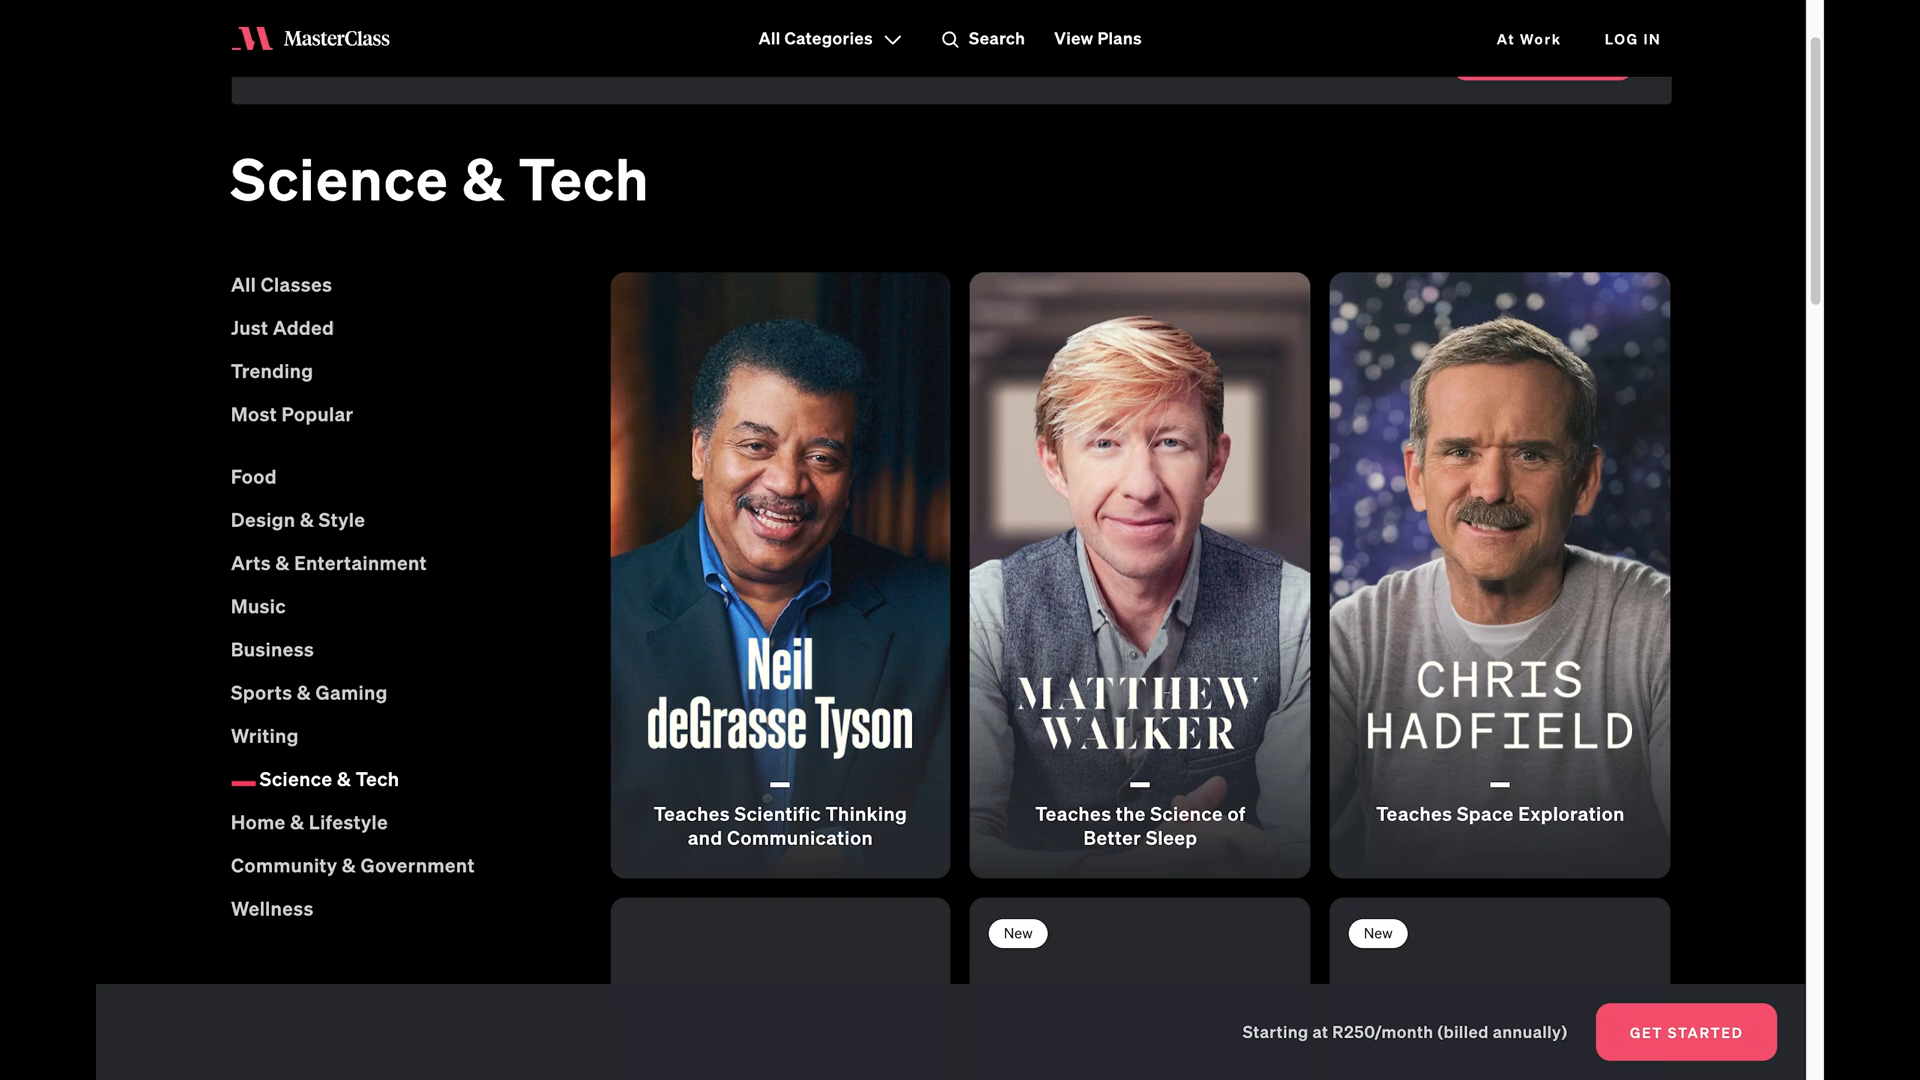 MasterClass
All Categories
Search
View Plans
At Work
LOG IN
Science & Tech
All Classes
Just Added
Trending
Most Popular
Food
Design & Style
Arts & Entertainment
Music
Business
Sports & Gaming
Writing
Science & Tech
Home & Lifestyle
Community & Government
Wellness
Neil
deGrasse Tyson
Teaches Scientific Thinking
and Communication
MATTHEW
WALKER
Teaches the Science of
Better Sleep
CHRIS
HADFIELD
Teaches Space Exploration
New
New
Starting at R250/month (billed annually)
GET STARTED